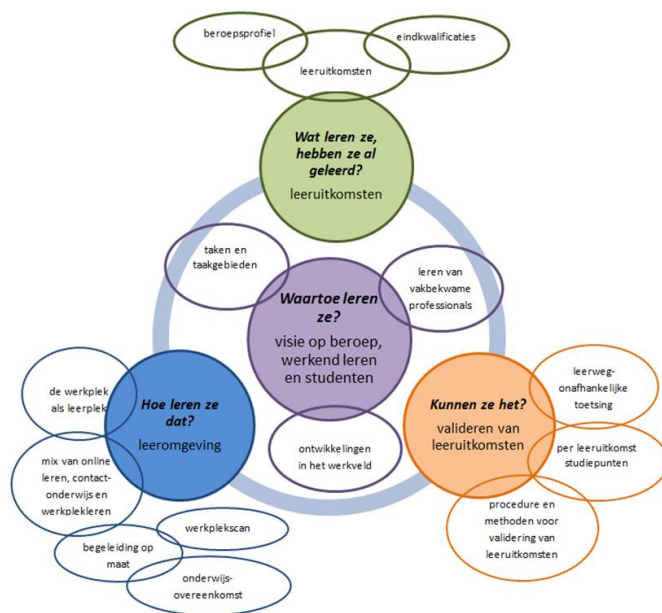 beroepsprofiel
eindkwalificaties
leeruitkomsten
Wat leren ze,
hebben ze al
geleerd?
leeruitkomsten
taken en
taakgebieden
leren van
vakbekwame
professionals
Waartoe leren
ze?
visie op beroep,
werkend leren
en studenten
ontwikkelingen
in het werkveld
de werkplek
als leerplek
Hoe leren ze
dat?
leeromgeving
mix van online
leren, contact-
onderwijs en
werkplekleren
werkplekscan
begeleiding op
maat
onderwijs-
overeenkomst
Kunnen ze het?
valideren van
leeruitkomsten
leerweg-
onafhankelijke
toetsing
per leeruitkomst
studiepunten
procedure en
methoden voor
validering van
leeruitkomsten